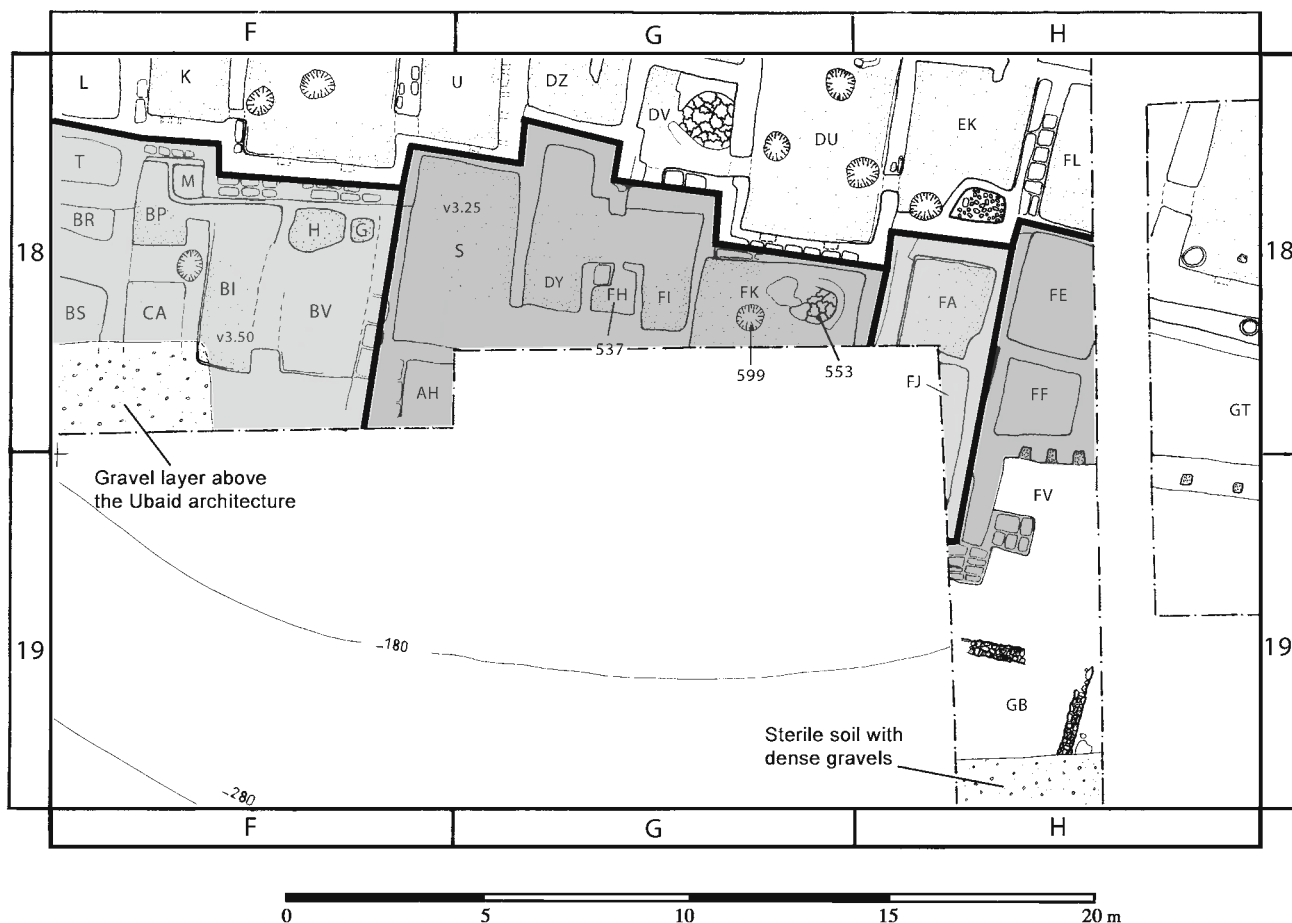 F G H
L K U DZ
DV
DU
EK
FL
T
M
BR BP
H G
v3.25
S
18
18
BI
BV
v3.50
BS CA
DY
FH FI
FK
FA
FE
537
599
553
FJ
AH
FF
GT
Gravel layer above
the Ubaid architecture
FV
-180
19
19
GB
Sterile soil with
dense gravels
-280
F G H
0 5 10 15 20 m